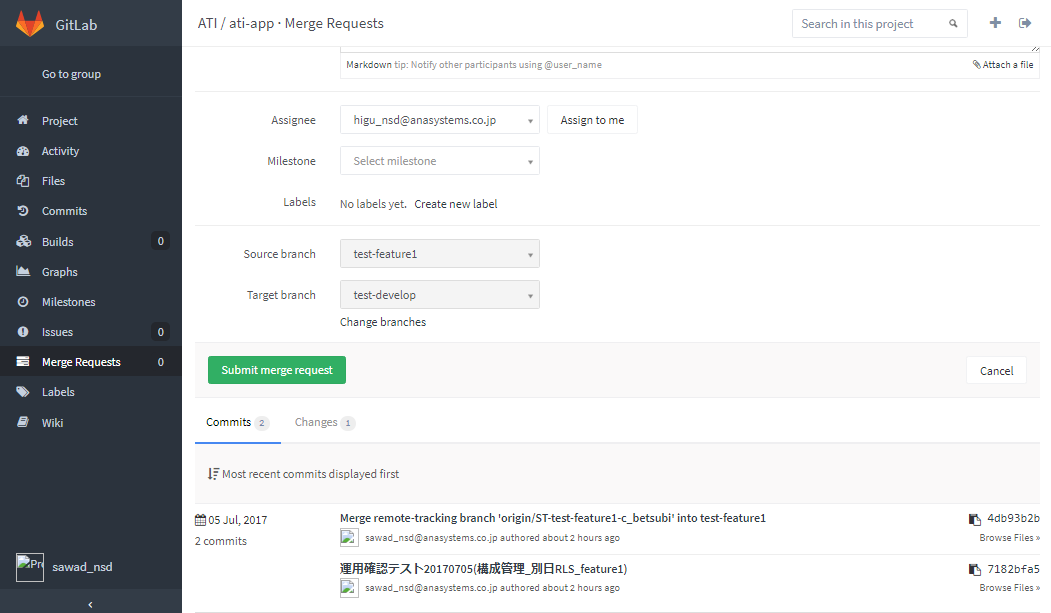 GitLab
ATI / ati-app · Merge Requests
Search in this project
Go to group
Project
Activity
Files
Commits
Builds 0
Graphs
Milestones
Issues 0
Merge Requests 0
Labels
Wiki
sawad_nsd
Markdown tip: Notify other participants using @user_name
Attach a file
Assignee higu_nsd@anasystems.co.jp Assign to me
Milestone Select milestone
Labels No labels yet. Create new label
Source branch test-feature1
Target branch test-develop
Change branches
Submit merge request Cancel
Commits 2 Changes 1
Most recent commits displayed first
05 Jul, 2017
2 commits
Merge remote-tracking branch 'origin/ST-test-feature1-c_betsubi' into test-feature1 4db93b2b
sawad_nsd@anasystems.co.jp authored about 2 hours ago Browse Files »
運用確認テスト20170705(構成管理_別日RLS_feature1) 7182bfa5
sawad_nsd@anasystems.co.jp authored about 2 hours ago Browse Files »